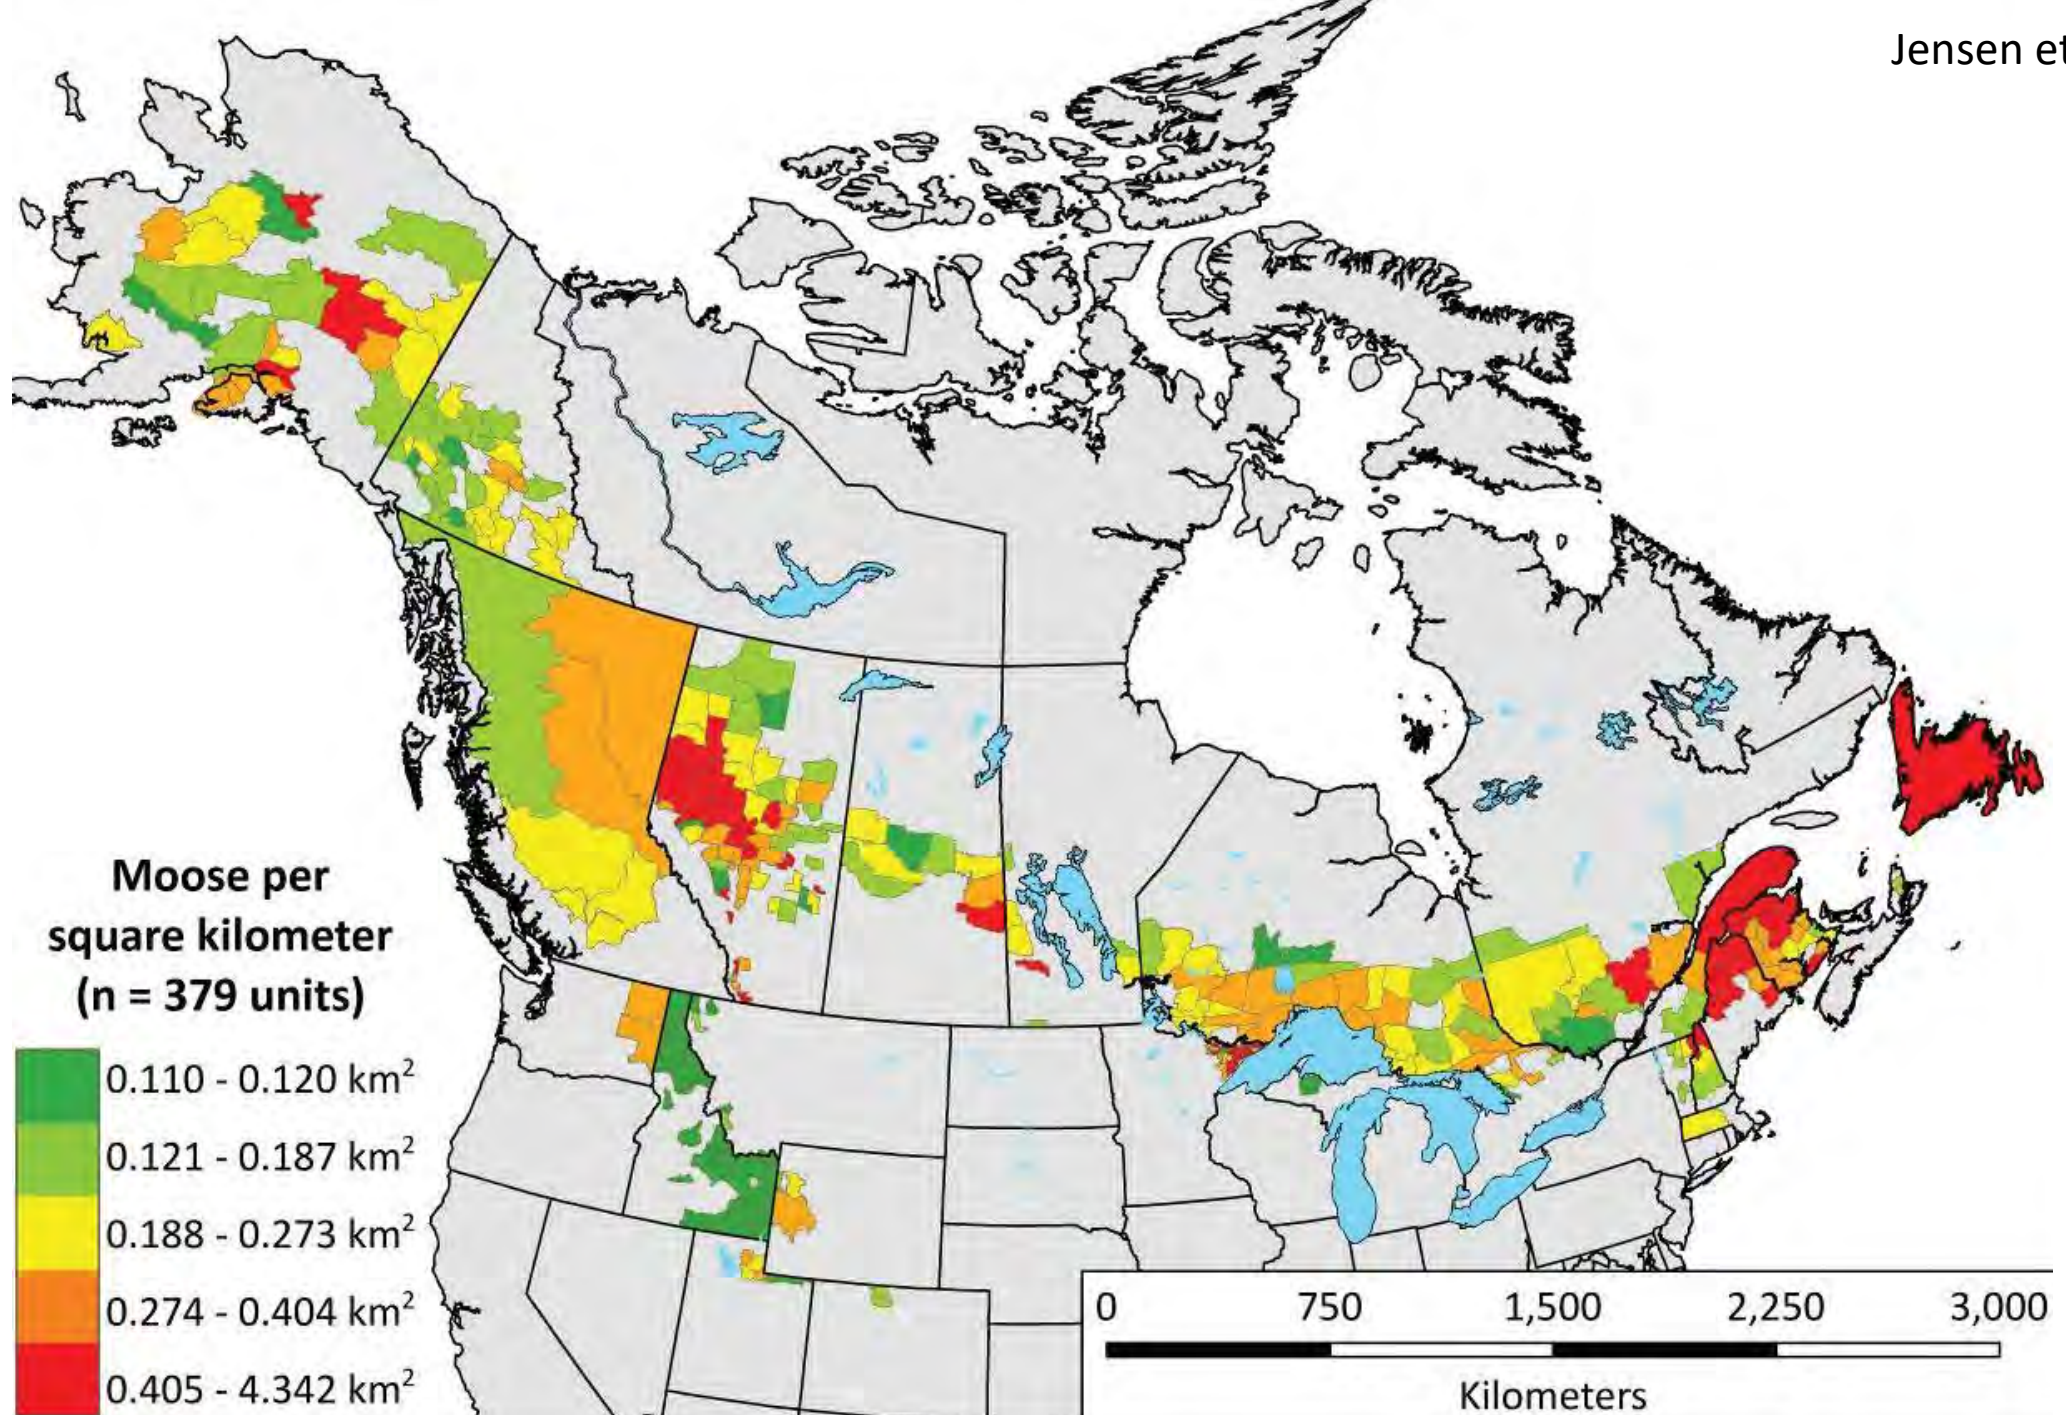 Jensen et
Moose per
square kilometer
(n = 379 units)
0.110 - 0.120 km²
0.121 - 0.187 km²
0.188 - 0.273 km²
0.274 - 0.404 km²
0.405 - 4.342 km²
0 750 1,500 2,250 3,000
Kilometers